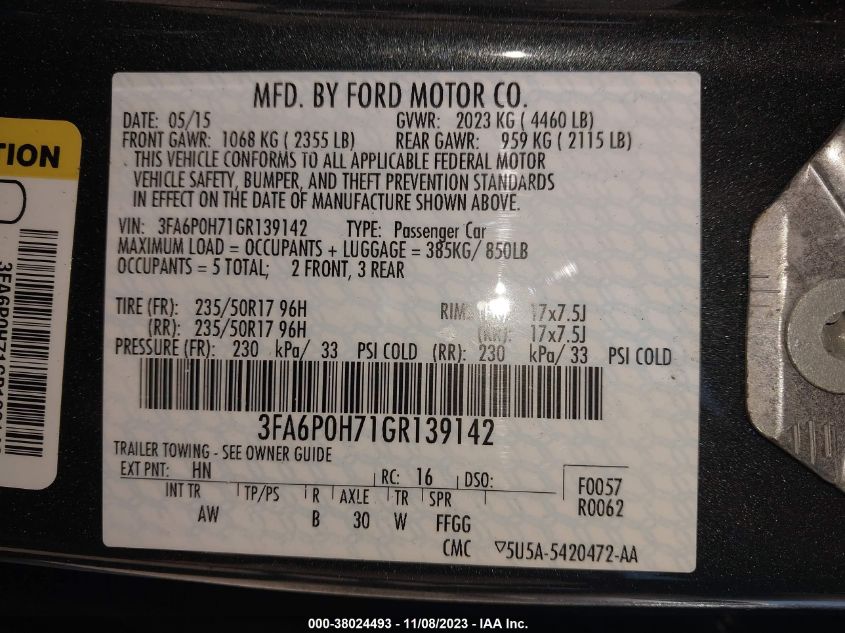 MFD. BY FORD MOTOR CO.
DATE: 05/15 GVWR: 2023 KG ( 4460 LB)
FRONT GAWR: 1068 KG ( 2355 LB) REAR GAWR: 959 KG ( 2115 LB)
THIS VEHICLE CONFORMS TO ALL APPLICABLE FEDERAL MOTOR
VEHICLE SAFETY, BUMPER, AND THEFT PREVENTION STANDARDS
IN EFFECT ON THE DATE OF MANUFACTURE SHOWN ABOVE.
VIN: 3FA6P0H71GR139142 TYPE: Passenger Car
MAXIMUM LOAD = OCCUPANTS + LUGGAGE = 385KG/ 850LB
OCCUPANTS = 5 TOTAL; 2 FRONT, 3 REAR
TIRE (FR): 235/50R17 96H RIM 17x7.5J
(RR): 235/50R17 96H (RR): 17x7.5J
PRESSURE (FR): 230 kPa/ 33 PSI COLD (RR): 230 kPa/ 33 PSI COLD
3FA6P0H71GR139142
TRAILER TOWING - SEE OWNER GUIDE
EXT PNT: HN RC: 16 DSO:
INT TR TP/PS R AXLE TR SPR
AW B 30 W FFGG
F0057
R0062
CMC ▽5U5A-5420472-AA
TION
000-38024493 - 11/08/2023 - IAA Inc.